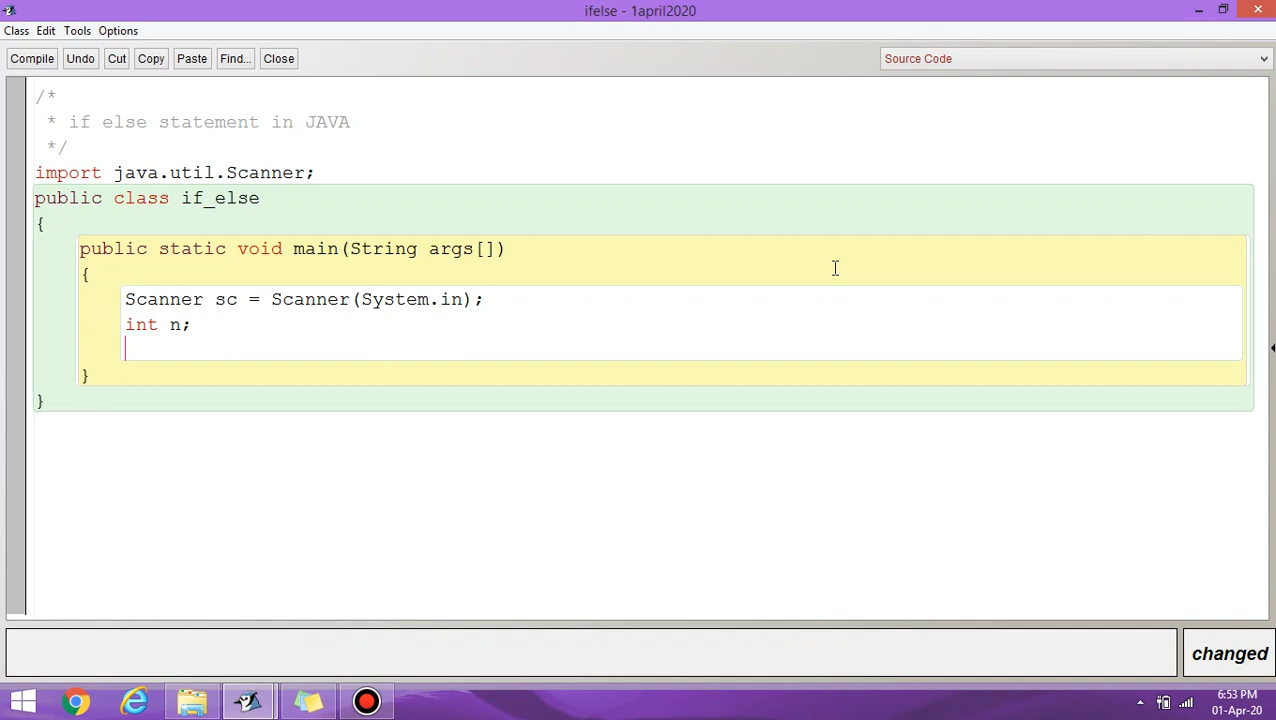 ifelse - 1april2020
Class Edit Tools Options
Compile Undo Cut Copy Paste Find... Close Source Code
/*
* if else statement in JAVA
*/
import java.util.Scanner;
public class if_else
{
public static void main(String args[])
{
Scanner sc = Scanner(System.in);
int n;
}
}
changed
6:53 PM
01-Apr-20